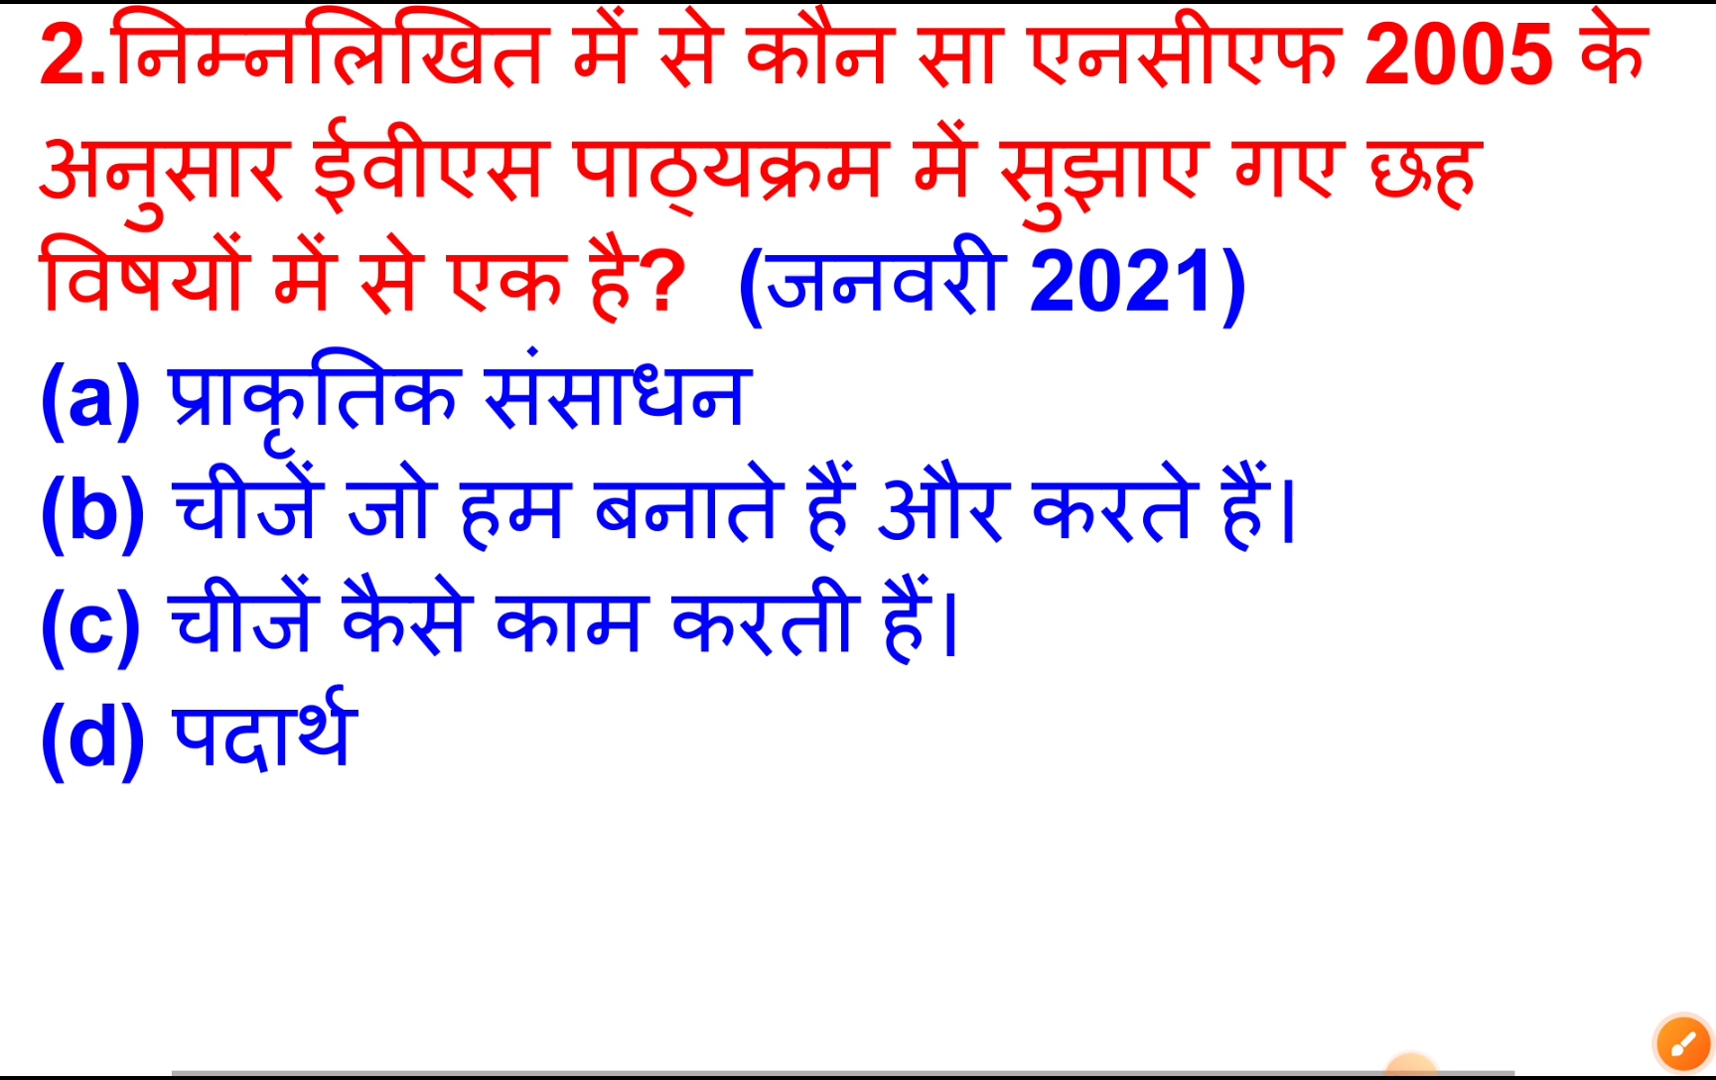 2.निम्नलिखित में से कौन सा एनसीएफ 2005 के
अनुसार ईवीएस पाठ्यक्रम में सुझाए गए छह
विषयों में से एक है? (जनवरी 2021)
(a) प्राकृतिक संसाधन
(b) चीजें जो हम बनाते हैं और करते हैं।
(c) चीजें कैसे काम करती हैं।
(d) पदार्थ